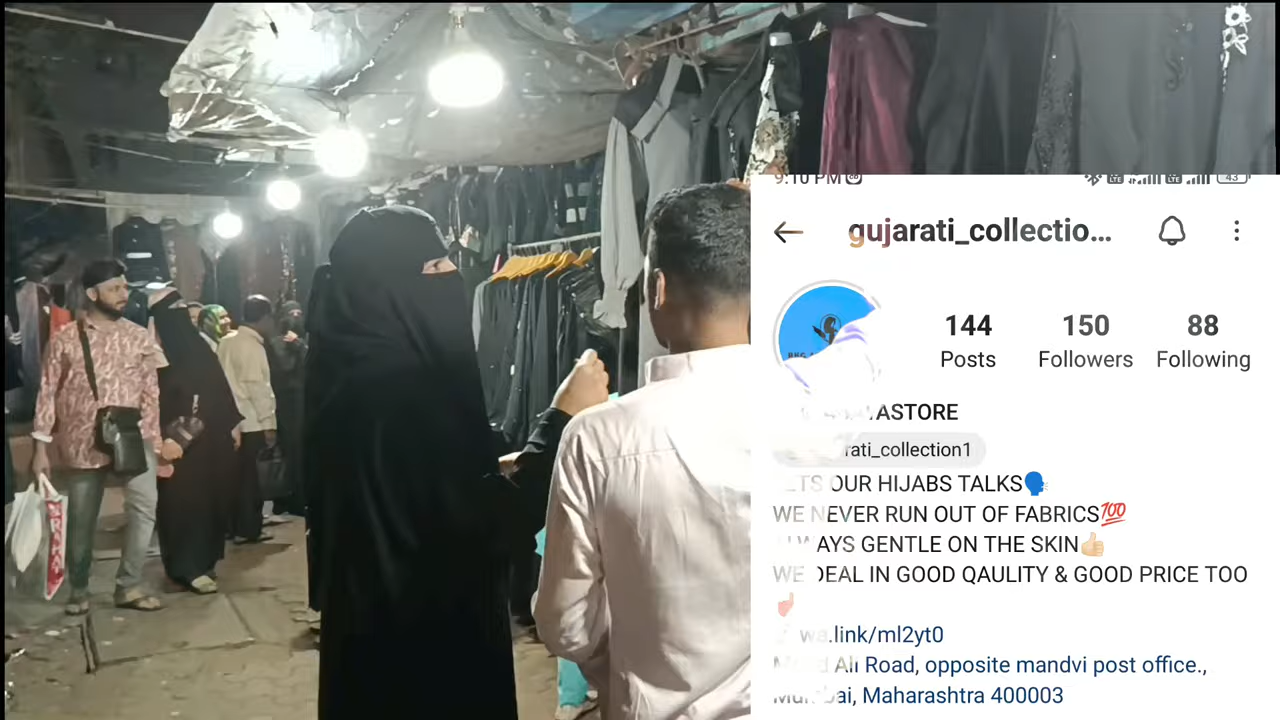 9:10 PM
43
gujarati_collectio...
144
150
88
Posts
Followers
Following
ASTORE
rati_collection1
OUR HIJABS TALKS🗣️
WE NEVER RUN OUT OF FABRICS💯
GENTLE ON THE SKIN👍🏼
WE DEAL IN GOOD QAULITY & GOOD PRICE TOO
☝🏼
wa.link/ml2yt0
Ali Road, opposite mandvi post office.,
Mumbai, Maharashtra 400003